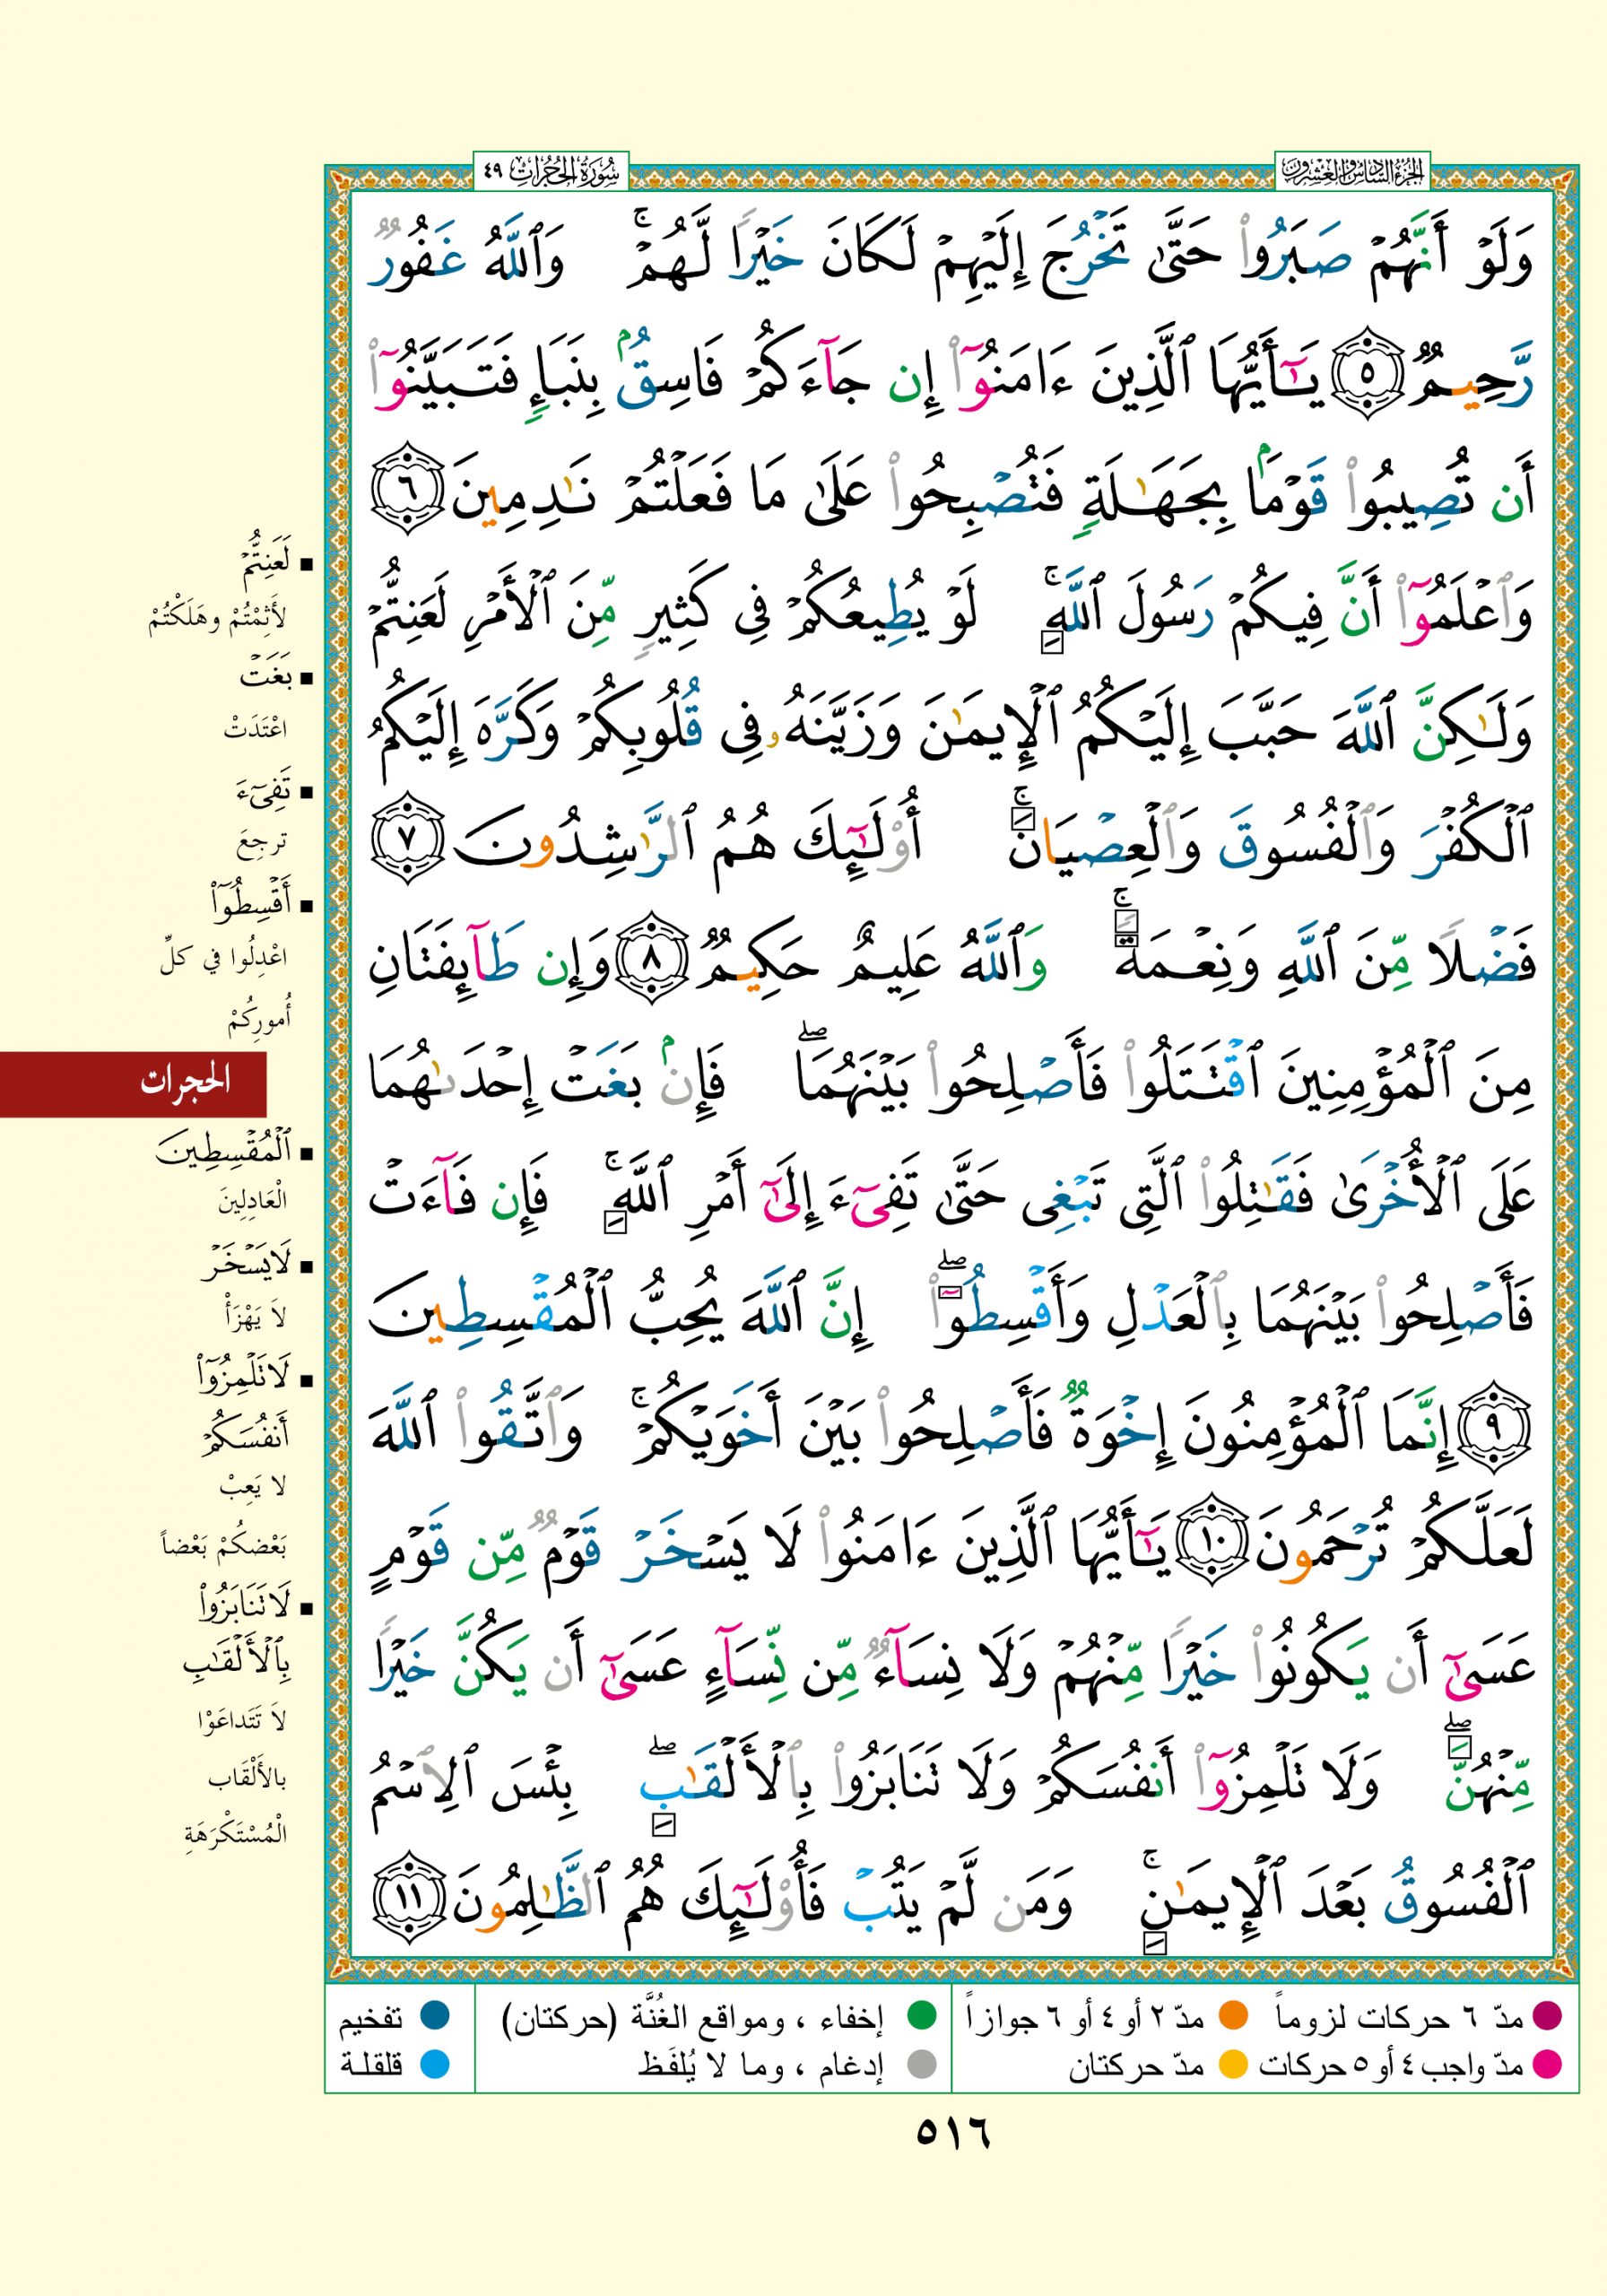 الجزء السادس والعشرون
سُورَةُ الحُجُرَات ٤٩
وَلَوۡ أَنَّهُمۡ صَبَرُوا۟ حَتَّىٰ تَخۡرُجَ إِلَيۡهِمۡ لَكَانَ خَيۡرٗا لَّهُمۡۚ وَٱللَّهُ غَفُورٞ
رَّحِيمٞ ٥ يَٰٓأَيُّهَا ٱلَّذِينَ ءَامَنُوٓا۟ إِن جَآءَكُمۡ فَاسِقُۢ بِنَبَإٖ فَتَبَيَّنُوٓا۟
أَن تُصِيبُوا۟ قَوۡمَۢا بِجَهَٰلَةٖ فَتُصۡبِحُوا۟ عَلَىٰ مَا فَعَلۡتُمۡ نَٰدِمِينَ ٦
وَٱعۡلَمُوٓا۟ أَنَّ فِيكُمۡ رَسُولَ ٱللَّهِۚ لَوۡ يُطِيعُكُمۡ فِي كَثِيرٖ مِّنَ ٱلۡأَمۡرِ لَعَنِتُّمۡ
وَلَٰكِنَّ ٱللَّهَ حَبَّبَ إِلَيۡكُمُ ٱلۡإِيمَٰنَ وَزَيَّنَهُۥ فِي قُلُوبِكُمۡ وَكَرَّهَ إِلَيۡكُمُ
ٱلۡكُفۡرَ وَٱلۡفُسُوقَ وَٱلۡعِصۡيَانَۚ أُو۟لَٰٓئِكَ هُمُ ٱلرَّٰشِدُونَ ٧
فَضۡلٗا مِّنَ ٱللَّهِ وَنِعۡمَةٗۚ وَٱللَّهُ عَلِيمٌ حَكِيمٞ ٨ وَإِن طَآئِفَتَانِ
مِنَ ٱلۡمُؤۡمِنِينَ ٱقۡتَتَلُوا۟ فَأَصۡلِحُوا۟ بَيۡنَهُمَاۖ فَإِنۢ بَغَتۡ إِحۡدَىٰهُمَا
عَلَى ٱلۡأُخۡرَىٰ فَقَٰتِلُوا۟ ٱلَّتِي تَبۡغِي حَتَّىٰ تَفِيٓءَ إِلَىٰٓ أَمۡرِ ٱللَّهِۚ فَإِن فَآءَتۡ
فَأَصۡلِحُوا۟ بَيۡنَهُمَا بِٱلۡعَدۡلِ وَأَقۡسِطُوٓا۟ۖ إِنَّ ٱللَّهَ يُحِبُّ ٱلۡمُقۡسِطِينَ
٩ إِنَّمَا ٱلۡمُؤۡمِنُونَ إِخۡوَةٞ فَأَصۡلِحُوا۟ بَيۡنَ أَخَوَيۡكُمۡۚ وَٱتَّقُوا۟ ٱللَّهَ
لَعَلَّكُمۡ تُرۡحَمُونَ ١٠ يَٰٓأَيُّهَا ٱلَّذِينَ ءَامَنُوا۟ لَا يَسۡخَرۡ قَوۡمٞ مِّن قَوۡمٍ
عَسَىٰٓ أَن يَكُونُوا۟ خَيۡرٗا مِّنۡهُمۡ وَلَا نِسَآءٞ مِّن نِّسَآءٍ عَسَىٰٓ أَن يَكُنَّ خَيۡرٗا
مِّنۡهُنَّۖ وَلَا تَلۡمِزُوٓا۟ أَنفُسَكُمۡ وَلَا تَنَابَزُوا۟ بِٱلۡأَلۡقَٰبِۖ بِئۡسَ ٱلِٱسۡمُ
ٱلۡفُسُوقُ بَعۡدَ ٱلۡإِيمَٰنِۚ وَمَن لَّمۡ يَتُبۡ فَأُو۟لَٰٓئِكَ هُمُ ٱلظَّٰلِمُونَ ١١
▪ لَعَنِتُّمۡ
لأَثِمْتُمْ وهَلَكْتُمْ
▪ بَغَتۡ
اعْتَدَتْ
▪ تَفِيٓءَ
ترجِعَ
▪ أَقۡسِطُوٓا۟
اعْدِلُوا في كلِّ
أُمورِكُمْ
الحجرات
▪ ٱلۡمُقۡسِطِينَ
الْعَادِلِينَ
▪ لَا يَسۡخَرۡ
لاَ يَهْزَأْ
▪ لَا تَلۡمِزُوٓا۟
أَنفُسَكُمۡ
لا يَعِبْ
بَعْضكُمْ بَعْضاً
▪ لَا تَنَابَزُوا۟
بِٱلۡأَلۡقَٰبِ
لاَ تَتَداعَوْا
بالأَلْقَاب
الْمُسْتَكْرَهَةِ
مدّ ٦ حركات لزوماً ● مدّ ٢ أو ٤ أو ٦ جوازاً
مدّ واجب ٤ أو ٥ حركات ● مدّ حركتان
إخفاء ، ومواقع الغُنَّة (حركتان)
إدغام ، وما لا يُلفَظ
تفخيم
قلقلة
٥١٦